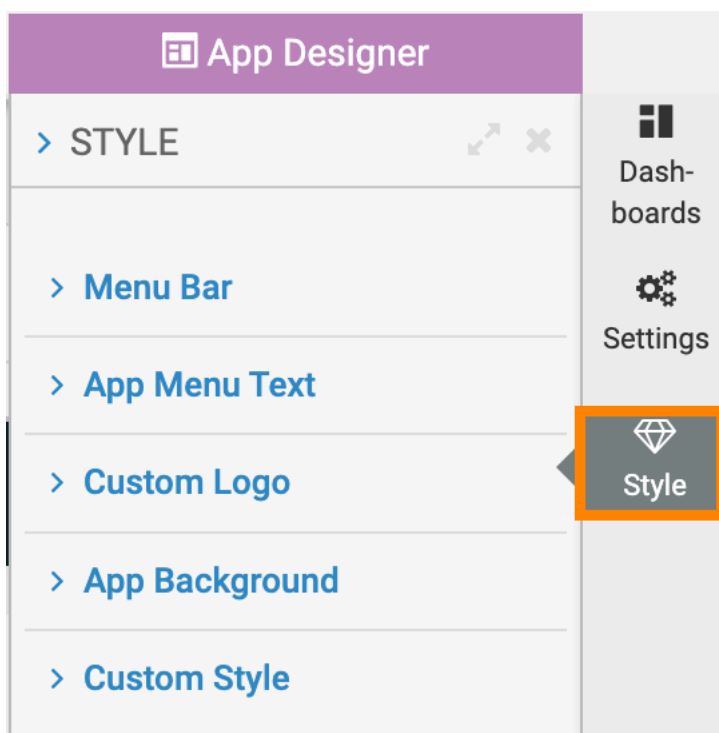 App Designer
STYLE
Menu Bar
App Menu Text
Custom Logo
App Background
Custom Style
Dash-
boards
Settings
Style